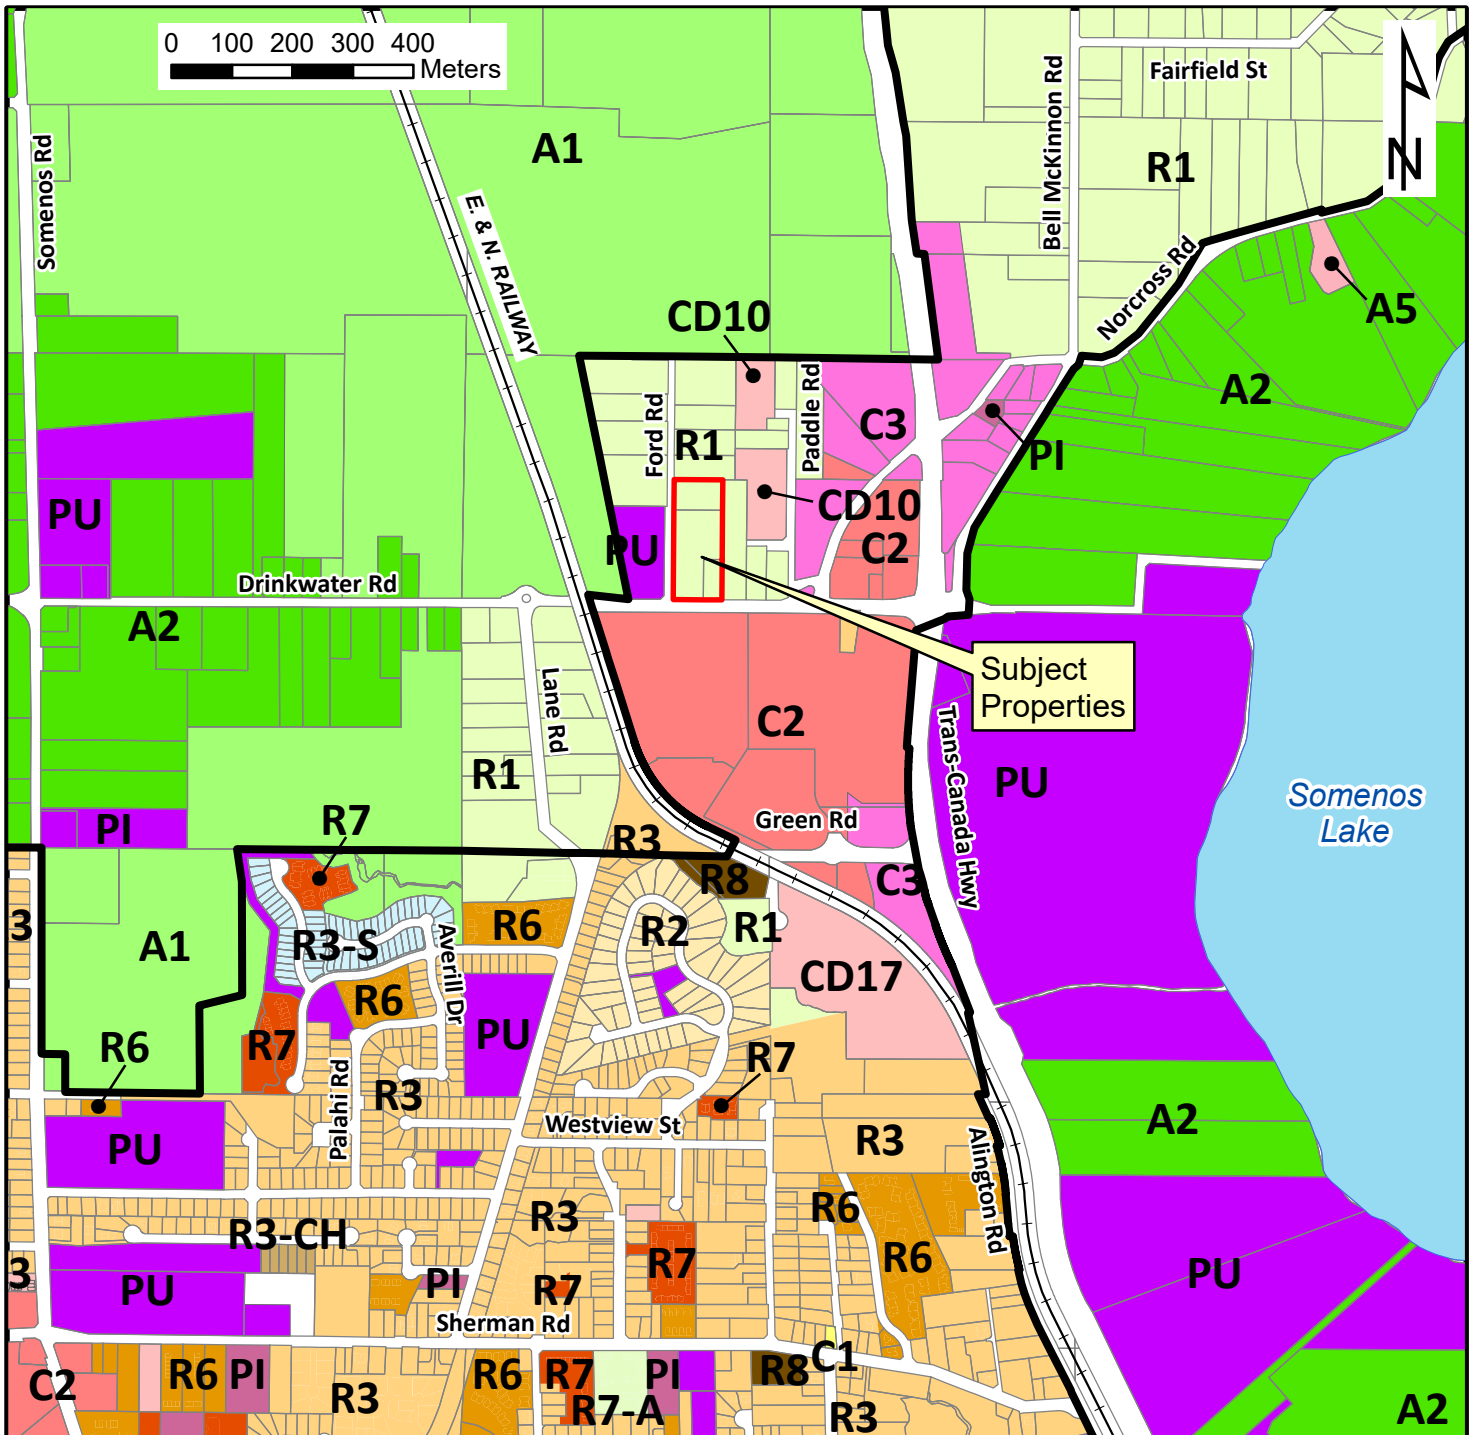 0 100 200 300 400
Meters
Fairfield St
Bell McKinnon Rd
N
A1
R1
Somenos Rd
E. & N. RAILWAY
Norcross Rd
A5
CD10
Paddle Rd
A2
Ford Rd
R1
C3
PI
PU
CD10
PU
C2
Drinkwater Rd
A2
Subject
Properties
Lane Rd
C2
Trans-Canada Hwy
R1
PU
Somenos
Lake
PI
R7
R3
Green Rd
R8
C3
3
R6
R2
R1
A1
R3-S
Averill Dr
CD17
R6
PU
R6
R7
R7
Palahi Rd
R3
A2
PU
Westview St
R3
Alington Rd
R3-CH
R3
R6
R6
3
PU
PI
R7
R7
PU
Sherman Rd
C2
R6
PI
R3
R6
R7
PI
R8
C1
R7-A
R3
A2